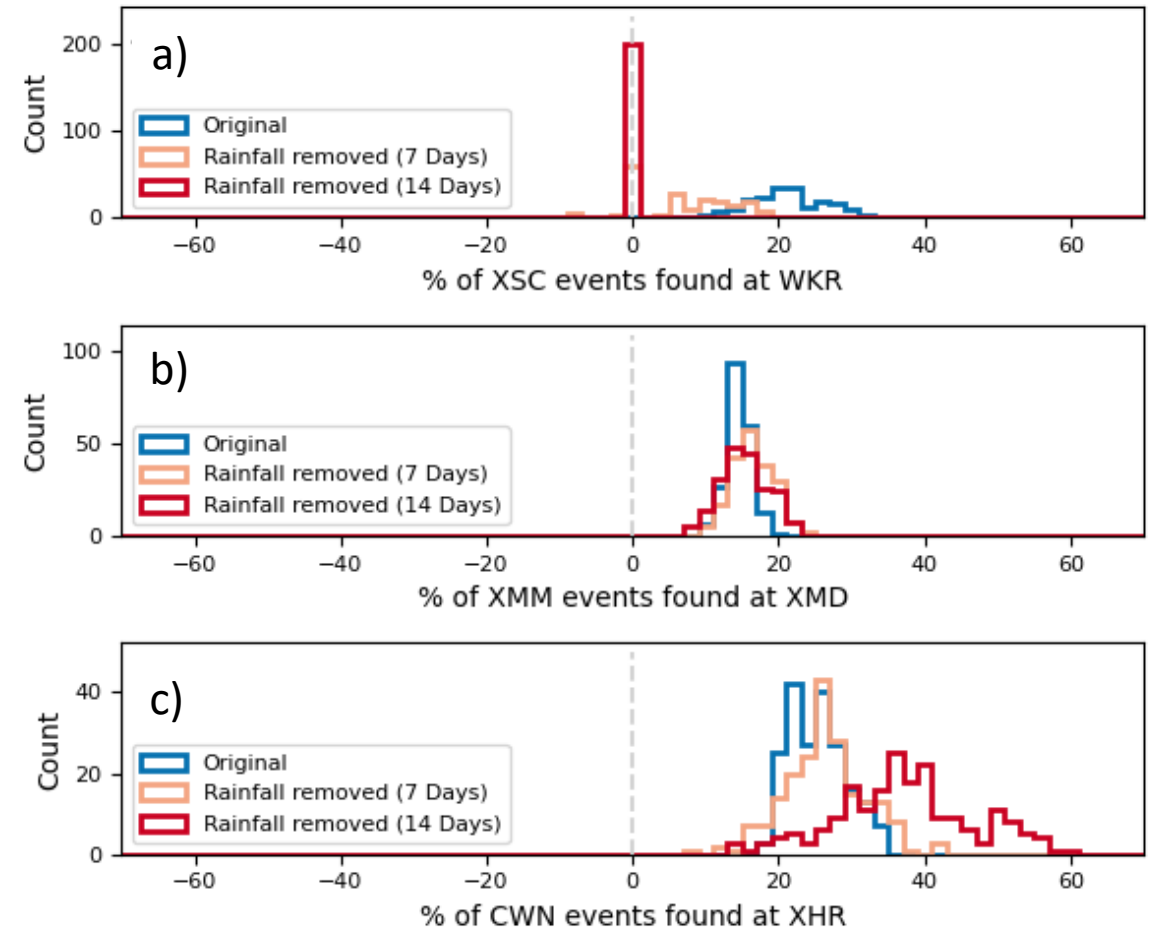 a)
Count
200
100
0
Original
Rainfall removed (7 Days)
Rainfall removed (14 Days)
−60 −40 −20 0 20 40 60
% of XSC events found at WKR
b)
Count
100
50
0
Original
Rainfall removed (7 Days)
Rainfall removed (14 Days)
−60 −40 −20 0 20 40 60
% of XMM events found at XMD
c)
Count
40
20
0
Original
Rainfall removed (7 Days)
Rainfall removed (14 Days)
−60 −40 −20 0 20 40 60
% of CWN events found at XHR